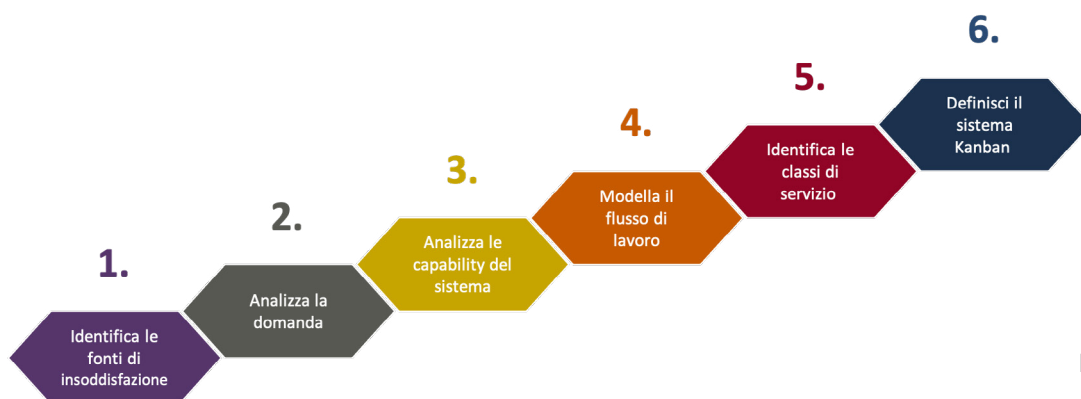 1.
Identifica le
fonti di
insoddisfazione
2.
Analizza la
domanda
3.
Analizza le
capability del
sistema
4.
Modella il
flusso di
lavoro
5.
Identifica le
classi di
servizio
6.
Definisci il
sistema
Kanban